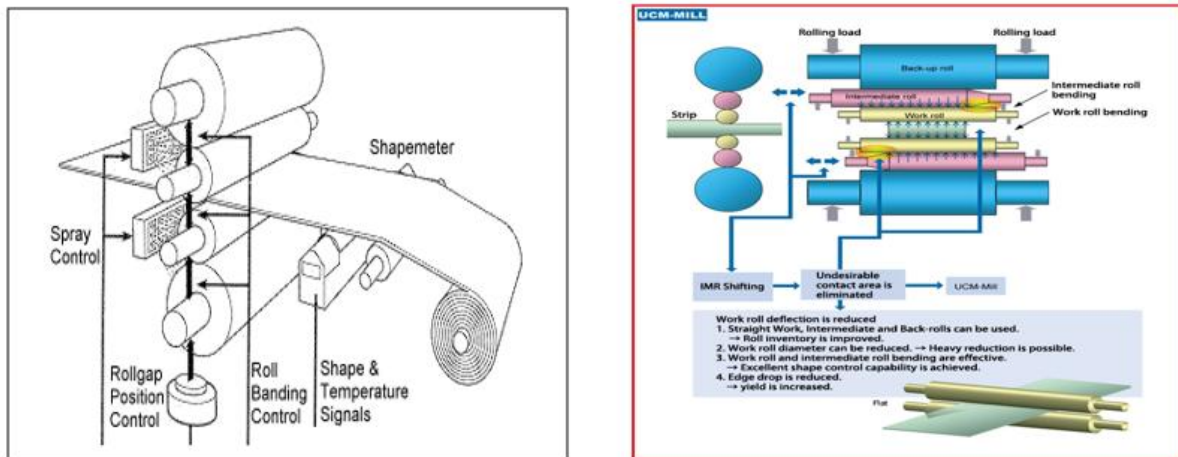 Shapemeter
Spray
Control
Rollgap
Position
Control
Roll
Banding
Control
Shape &
Temperature
Signals
UCM-MILL
Rolling load
Rolling load
Back-up roll
Intermediate roll
Intermediate roll
bending
Work roll
Work roll bending
Strip
IMR Shifting
Undesirable
contact area is
eliminated
UCM-Mill
Work roll deflection is reduced
1. Straight Work, Intermediate and Back-rolls can be used.
→ Roll inventory is improved.
2. Work roll diameter can be reduced. → Heavy reduction is possible.
3. Work roll and intermediate roll bending are effective.
→ Excellent shape control capability is achieved.
4. Edge drop is reduced.
→ yield is increased.
Flat